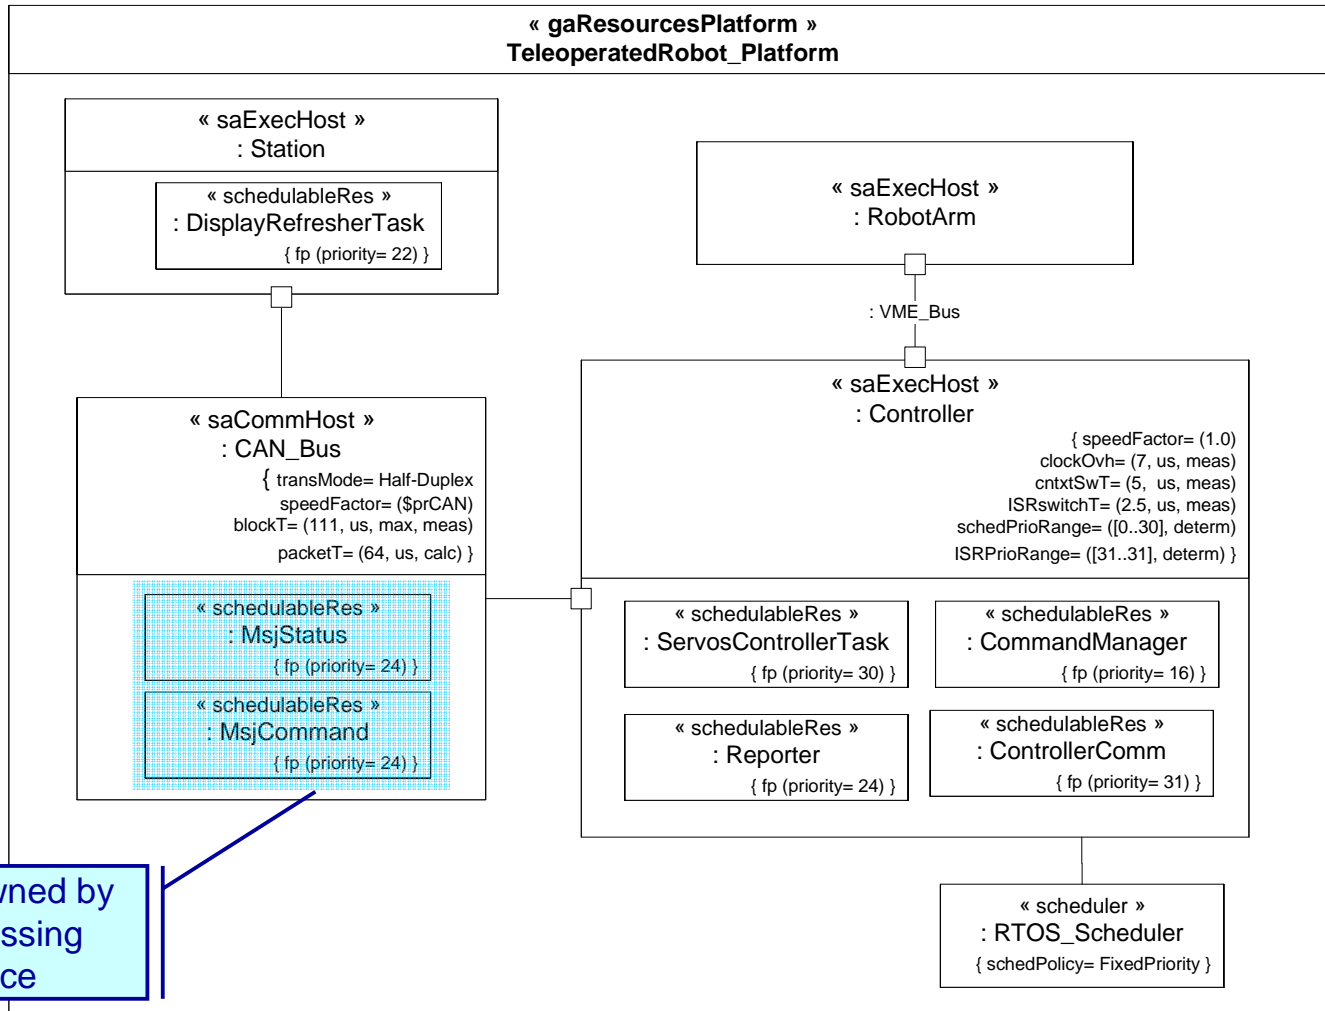 « gaResourcesPlatform »
TeleoperatedRobot_Platform
« saExecHost »
: Station
« schedulableRes »
: DisplayRefresherTask
{ fp (priority= 22) }
« saExecHost »
: RobotArm
: VME_Bus
« saCommHost »
: CAN_Bus
{ transMode= Half-Duplex
speedFactor= ($prCAN)
blockT= (111, us, max, meas)
packetT= (64, us, calc) }
« schedulableRes »
: MsjStatus
{ fp (priority= 24) }
« schedulableRes »
: MsjCommand
{ fp (priority= 24) }
« saExecHost »
: Controller
{ speedFactor= (1.0)
clockOvh= (7, us, meas)
cntxtSwT= (5, us, meas)
ISRswitchT= (2.5, us, meas)
schedPrioRange= ([0..30], determ)
ISRPrioRange= ([31..31], determ) }
« schedulableRes »
: ServosControllerTask
{ fp (priority= 30) }
« schedulableRes »
: CommandManager
{ fp (priority= 16) }
« schedulableRes »
: Reporter
{ fp (priority= 24) }
« schedulableRes »
: ControllerComm
{ fp (priority= 31) }
by
« scheduler »
: RTOS_Scheduler
{ schedPolicy= FixedPriority }